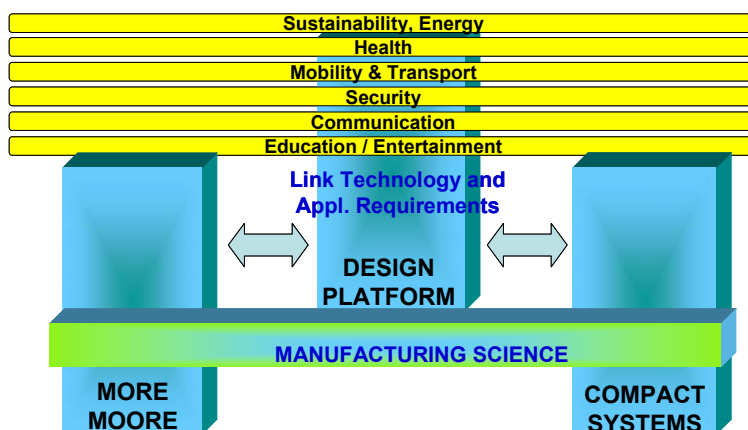 Sustainability, Energy
Health
Mobility & Transport
Security
Communication
Education / Entertainment
Link Technology and
Appl. Requirements
DESIGN
PLATFORM
MANUFACTURING SCIENCE
MORE
MOORE
COMPACT
SYSTEMS